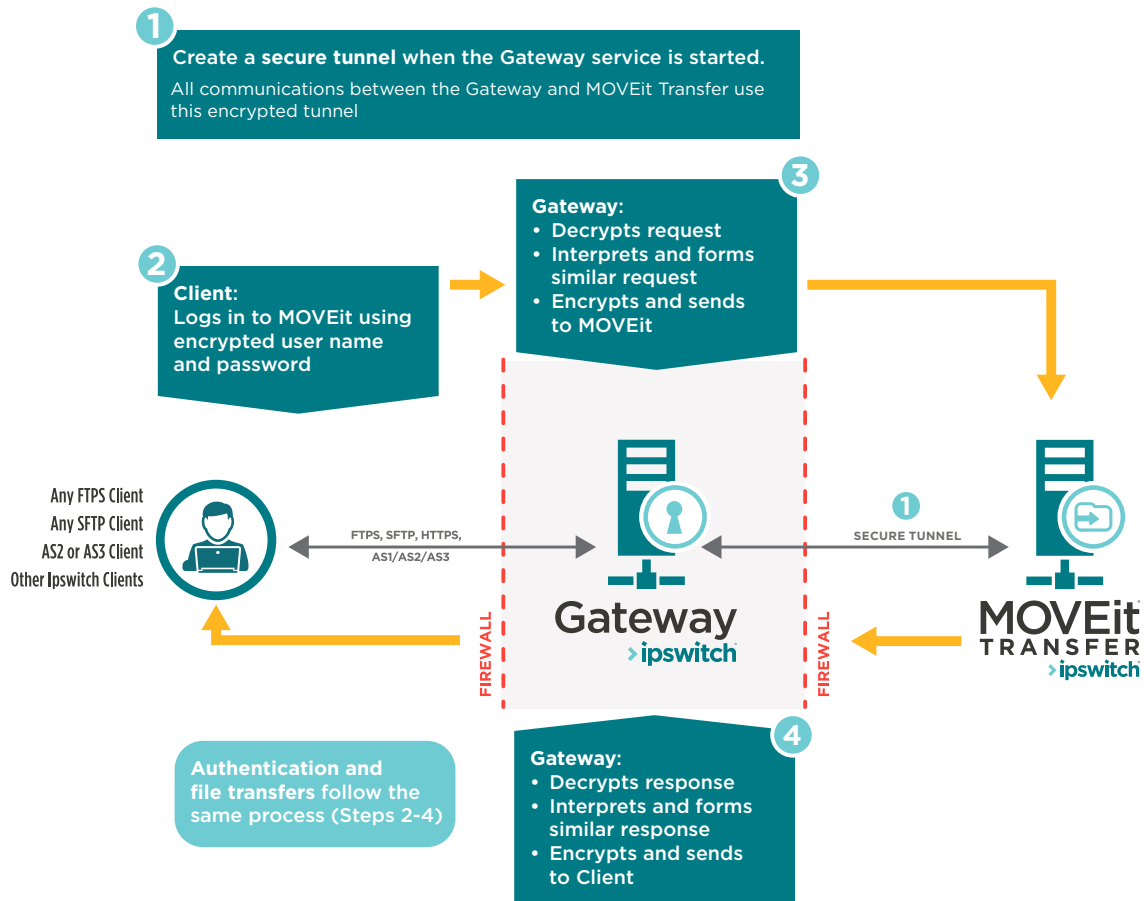 1
Create a secure tunnel when the Gateway service is started.
All communications between the Gateway and MOVEit Transfer use
this encrypted tunnel
2
Client:
Logs in to MOVEit using
encrypted user name
and password
3
Gateway:
• Decrypts request
• Interprets and forms
similar request
• Encrypts and sends
to MOVEit
Any FTPS Client
Any SFTP Client
AS2 or AS3 Client
Other Ipswitch Clients
FTPS, SFTP, HTTPS,
AS1/AS2/AS3
FIREWALL
Gateway
ipswitch
1
SECURE TUNNEL
FIREWALL
MOVEit
TRANSFER
ipswitch
Authentication and
file transfers follow the
same process (Steps 2-4)
4
Gateway:
• Decrypts response
• Interprets and forms
similar response
• Encrypts and sends
to Client